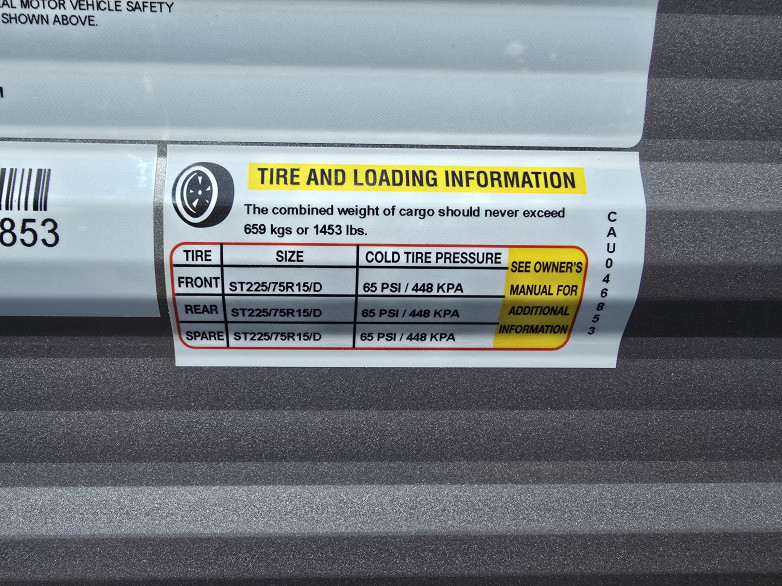 AL MOTOR VEHICLE SAFETY
SHOWN ABOVE.
853
TIRE AND LOADING INFORMATION
The combined weight of cargo should never exceed
659 kgs or 1453 lbs.
TIRE SIZE COLD TIRE PRESSURE
FRONT ST225/75R15/D 65 PSI / 448 KPA
REAR ST225/75R15/D 65 PSI / 448 KPA
SPARE ST225/75R15/D 65 PSI / 448 KPA
SEE OWNER'S
MANUAL FOR
ADDITIONAL
INFORMATION
CAU046853